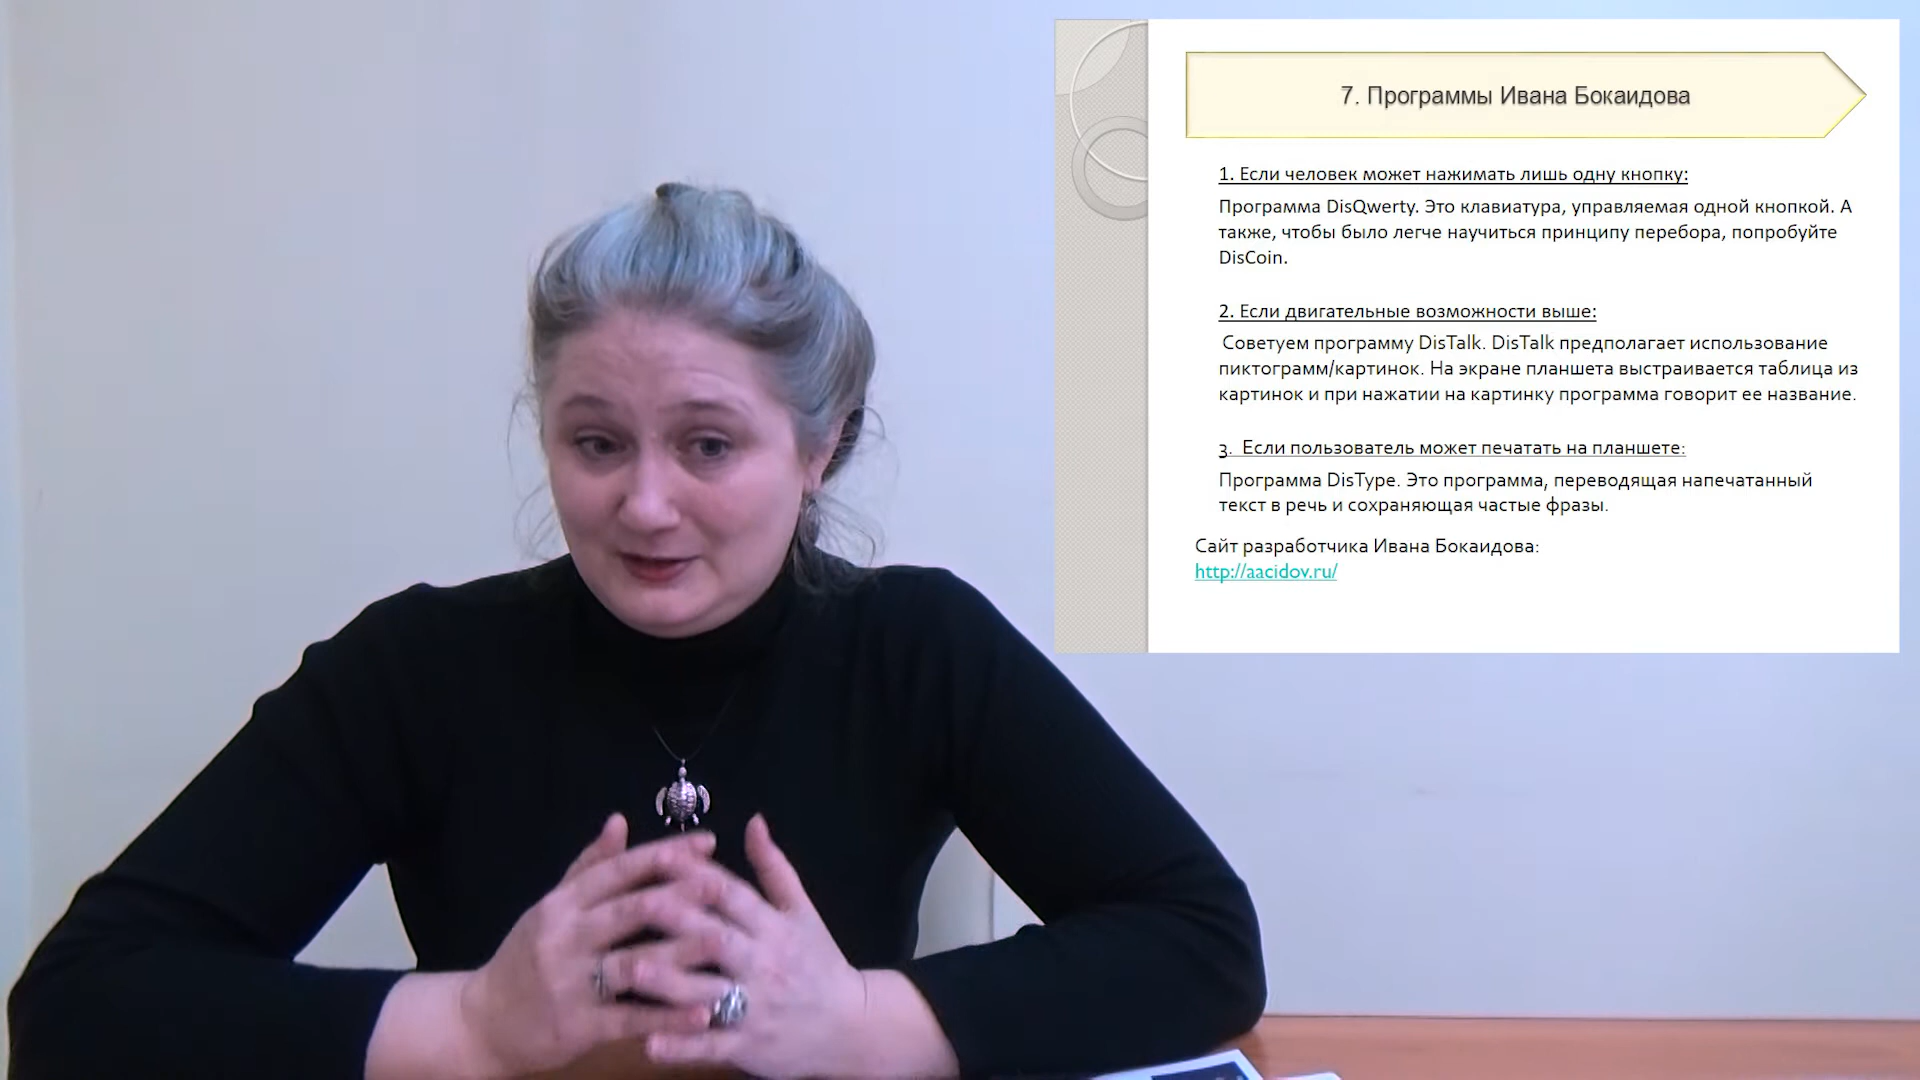 7. Программы Ивана Бокаидова
1. Если человек может нажимать лишь одну кнопку:
Программа DisQwerty. Это клавиатура, управляемая одной кнопкой. А
также, чтобы было легче научиться принципу перебора, попробуйте
DisCoin.
2. Если двигательные возможности выше:
Советуем программу DisTalk. DisTalk предполагает использование
пиктограмм/картинок. На экране планшета выстраивается таблица из
картинок и при нажатии на картинку программа говорит ее название.
3. Если пользователь может печатать на планшете:
Программа DisType. Это программа, переводящая напечатанный
текст в речь и сохраняющая частые фразы.
Сайт разработчика Ивана Бокаидова:
http://aacidov.ru/